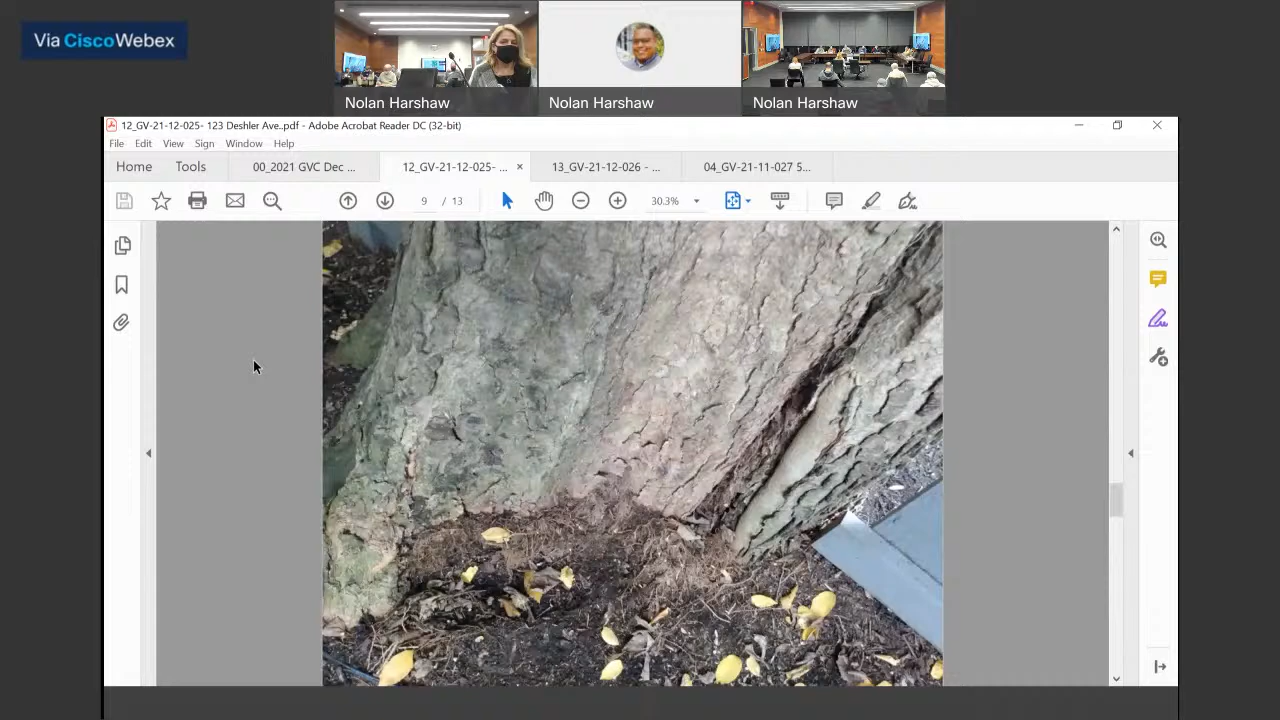 Via Cisco Webex
Nolan Harshaw
Nolan Harshaw
Nolan Harshaw
12_GV-21-12-025- 123 Deshler Ave..pdf - Adobe Acrobat Reader DC (32-bit)
File Edit View Sign Window Help
Home Tools 00_2021 GVC Dec ... 12_GV-21-12-025- ... × 13_GV-21-12-026 - ... 04_GV-21-11-027 5...
9 / 13 30.3%